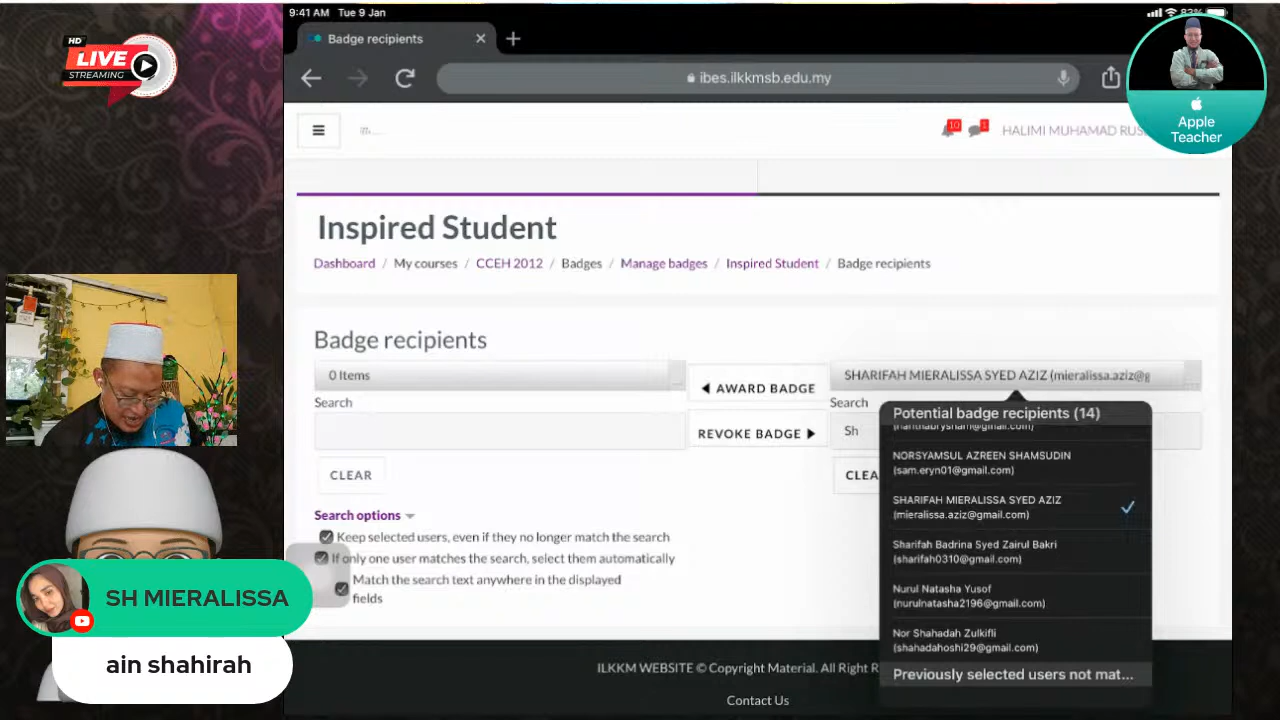 9:41 AM Tue 9 Jan
83%
HD
LIVE
STREAMING
Badge recipients
ibes.ilkkmsb.edu.my
Apple
Teacher
10
1
HALIMI MUHAMAD RUS
Inspired Student
Dashboard / My courses / CCEH 2012 / Badges / Manage badges / Inspired Student / Badge recipients
Badge recipients
0 Items
AWARD BADGE
SHARIFAH MIERALISSA SYED AZIZ (mieralissa.aziz@g
Search
Search
REVOKE BADGE
Sh
CLEAR
CLEA
Potential badge recipients (14)
NORSYAMSUL AZREEN SHAMSUDIN
(sam.eryn01@gmail.com)
SHARIFAH MIERALISSA SYED AZIZ
(mieralissa.aziz@gmail.com)
Sharifah Badrina Syed Zairul Bakri
(sharifah0310@gmail.com)
Nurul Natasha Yusof
(nurulnatasha2196@gmail.com)
Nor Shahadah Zulkifli
(shahadahoshi29@gmail.com)
Previously selected users not mat...
Search options
Keep selected users, even if they no longer match the search
If only one user matches the search, select them automatically
Match the search text anywhere in the displayed
fields
SH MIERALISSA
ain shahirah
ILKKM WEBSITE © Copyright Material. All Right R
Contact Us